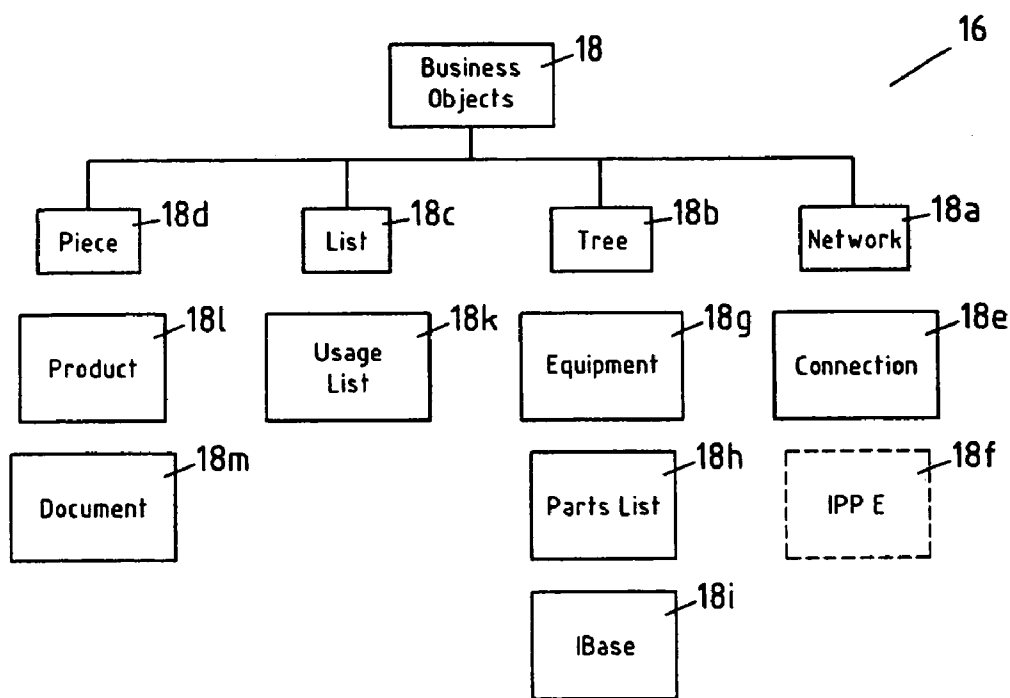 16
18
Business
Objects
18d
Piece
18c
List
18b
Tree
18a
Network
18l
Product
18k
Usage
List
18g
Equipment
18e
Connection
18m
Document
18h
Parts List
18f
IPP E
18i
IBase